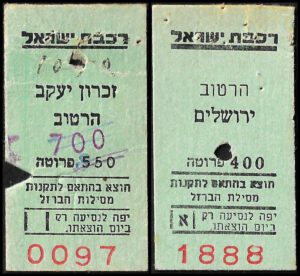 רכבת ישראל
זכרון יעקב
הרטוב
700
550 פרוטה
הוצא בהתאם לתקנות
מסילות הברזל
יפה לנסיעה רק
ביום הוצאתו.
0097
רכבת ישראל
הרטוב
ירושלים
400 פרוטה
הוצא בהתאם לתקנות
מסילות הברזל
יפה לנסיעה רק
ביום הוצאתו.
א
1888